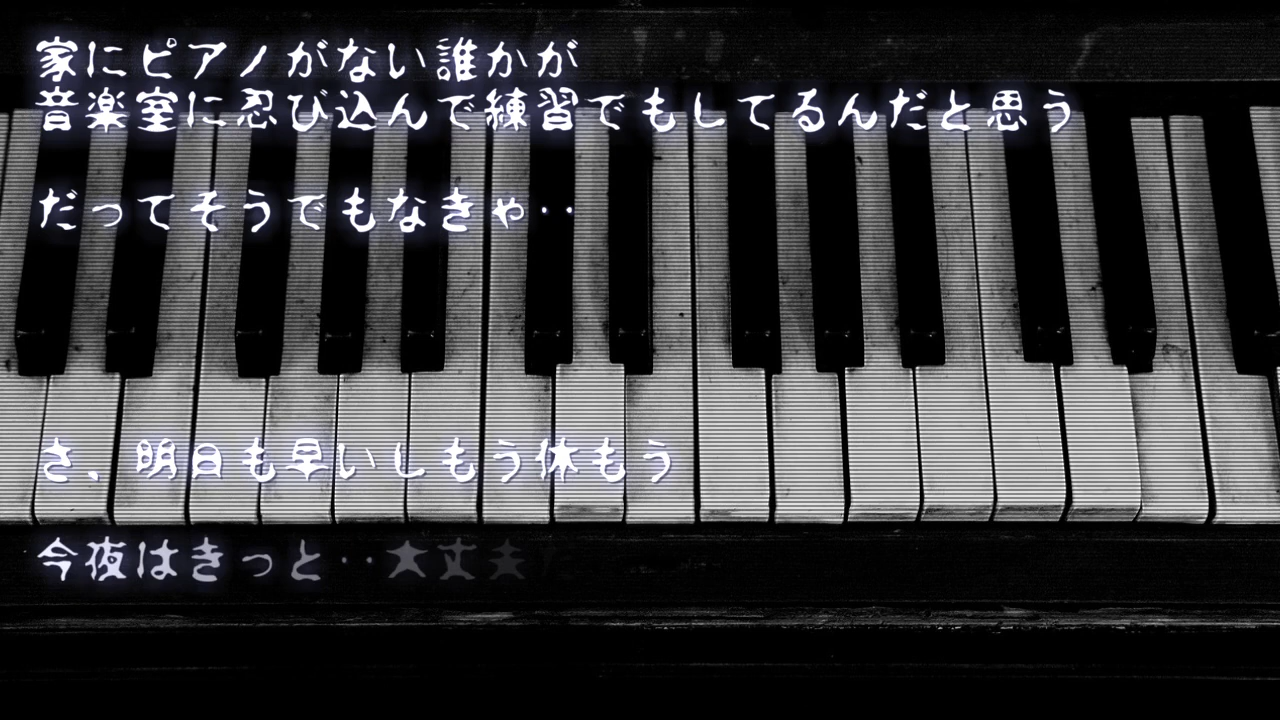 家にピアノがない誰かが
音楽室に忍び込んで練習でもしてるんだと思う
だってそうでもなきゃ‥
さ、明日も早いしもう休もう
今夜はきっと‥大丈夫